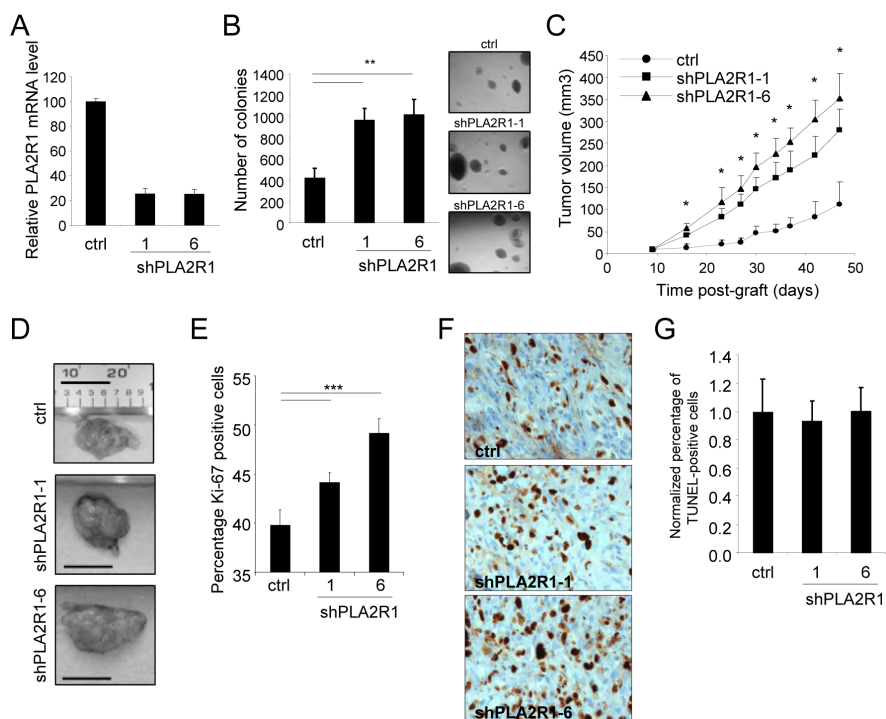 A
Relative PLA2R1 mRNA level
120
100
80
60
40
20
0
ctrl
1
6
shPLA2R1
B
Number of colonies
1400
1200
1000
800
600
400
200
0
**
ctrl
1
6
shPLA2R1
ctrl
shPLA2R1-1
shPLA2R1-6
C
Tumor volume (mm3)
450
400
350
300
250
200
150
100
50
0
ctrl
shPLA2R1-1
shPLA2R1-6
*
*
*
*
*
*
*
*
0
10
20
30
40
50
Time post-graft (days)
D
ctrl
10 20
3 4 5 6 7 8 9
shPLA2R1-1
shPLA2R1-6
E
Percentage Ki-67 positive cells
55
50
45
40
35
***
ctrl
1
6
shPLA2R1
F
ctrl
shPLA2R1-1
shPLA2R1-6
G
Normalized percentage of
TUNEL-positive cells
1.4
1.2
1.0
0.8
0.6
0.4
0.2
0.0
ctrl
1
6
shPLA2R1